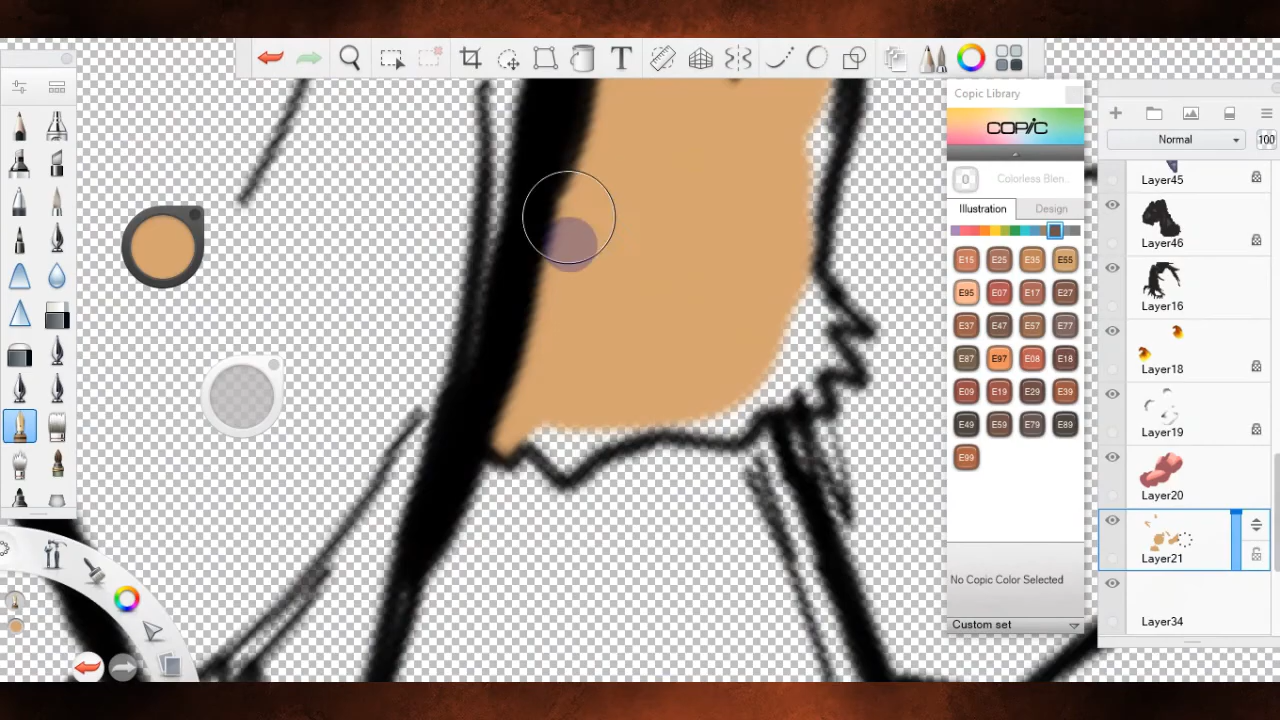 T
Copic Library
COPIC
0 Colorless Blen..
Illustration Design
E15 E25 E35 E55
E95 E07 E17 E27
E37 E47 E57 E77
E87 E97 E08 E18
E09 E19 E29 E39
E49 E59 E79 E89
E99
No Copic Color Selected
Custom set
Normal 100
Layer45
Layer46
Layer16
Layer18
Layer19
Layer20
Layer21
Layer34